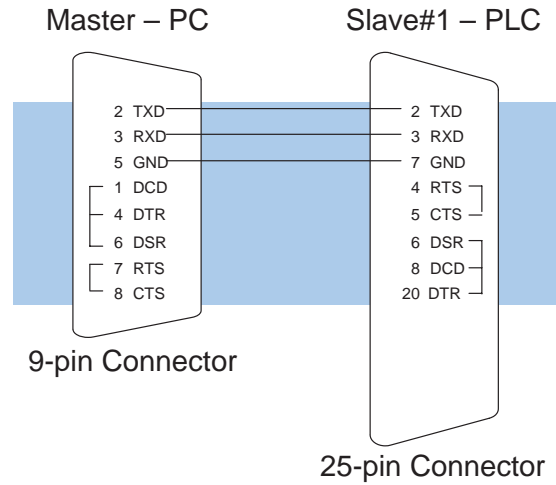 Master – PC
2 TXD
3 RXD
5 GND
1 DCD
4 DTR
6 DSR
7 RTS
8 CTS
9-pin Connector
Slave#1 – PLC
2 TXD
3 RXD
7 GND
4 RTS
5 CTS
6 DSR
8 DCD
20 DTR
25-pin Connector